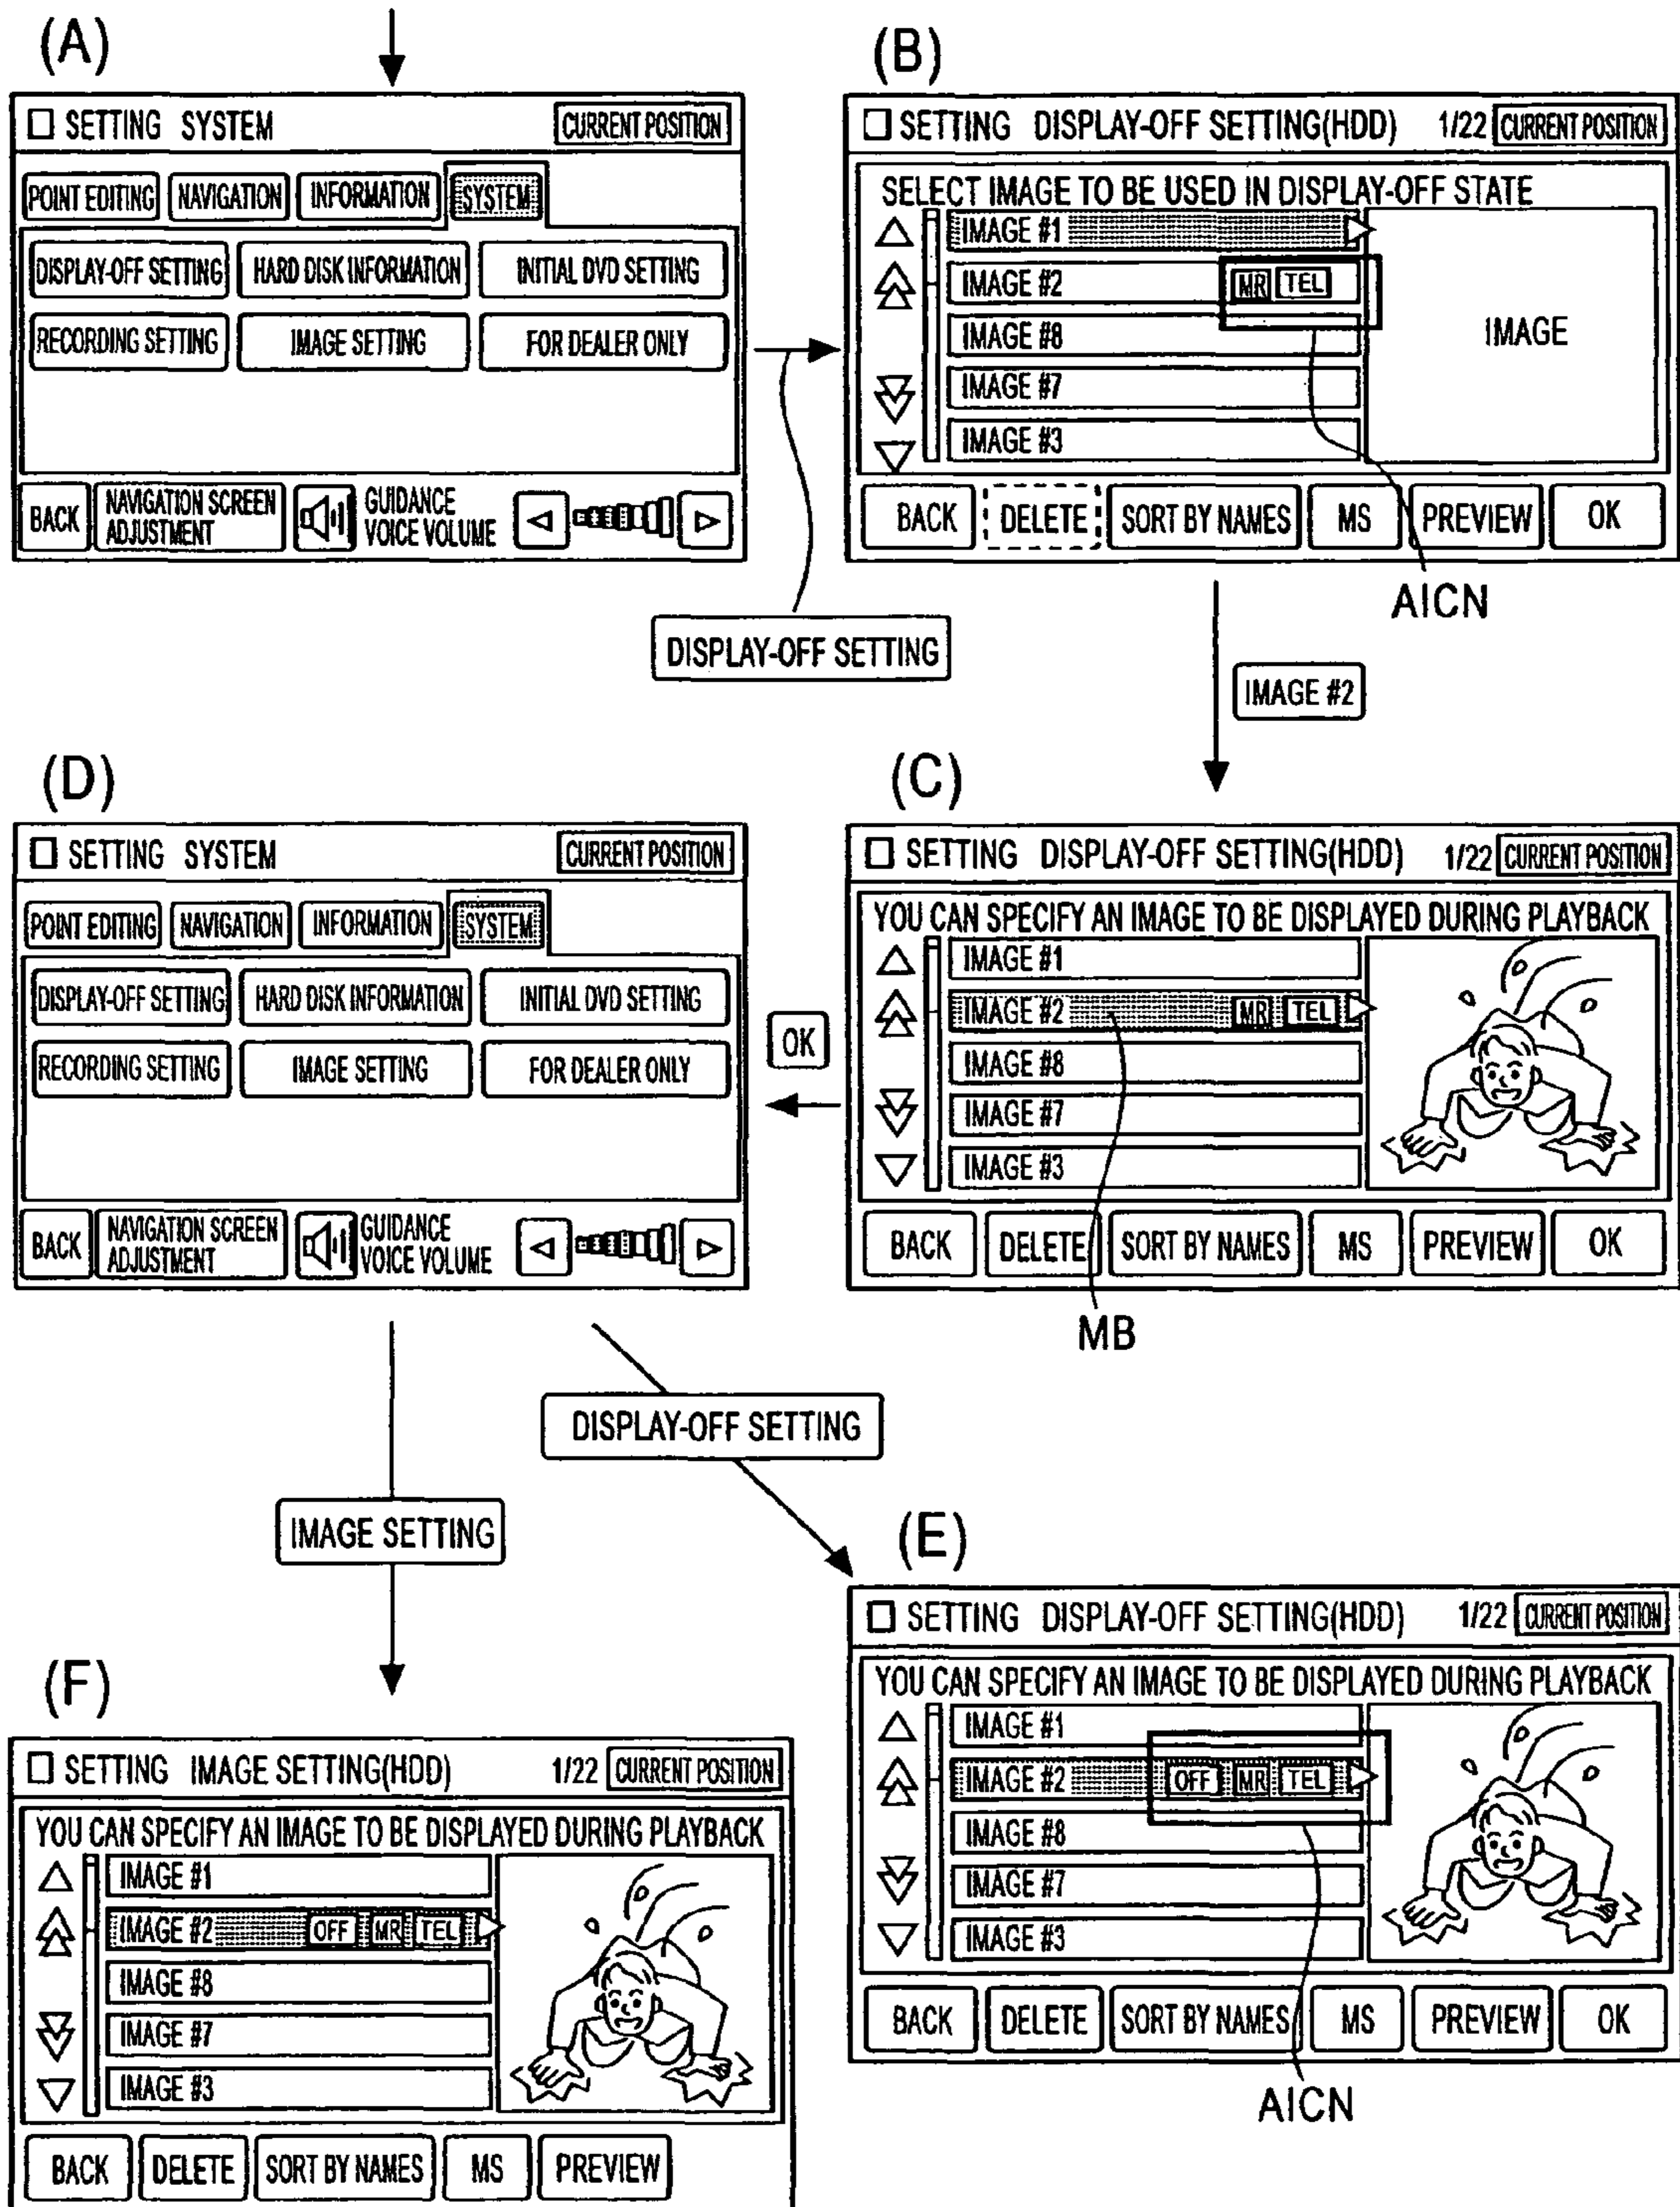 (A)
SETTING SYSTEM CURRENT POSITION
POINT EDITING NAVIGATION INFORMATION SYSTEM
DISPLAY-OFF SETTING HARD DISK INFORMATION INITIAL DVD SETTING
RECORDING SETTING IMAGE SETTING FOR DEALER ONLY
BACK NAVIGATION SCREEN ADJUSTMENT GUIDANCE VOICE VOLUME
DISPLAY-OFF SETTING
(B)
SETTING DISPLAY-OFF SETTING(HDD) 1/22 CURRENT POSITION
SELECT IMAGE TO BE USED IN DISPLAY-OFF STATE
IMAGE #1
IMAGE #2 MR TEL
IMAGE #8
IMAGE #7
IMAGE #3
IMAGE
BACK DELETE SORT BY NAMES MS PREVIEW OK
AICN
IMAGE #2
(D)
SETTING SYSTEM CURRENT POSITION
POINT EDITING NAVIGATION INFORMATION SYSTEM
DISPLAY-OFF SETTING HARD DISK INFORMATION INITIAL DVD SETTING
RECORDING SETTING IMAGE SETTING FOR DEALER ONLY
BACK NAVIGATION SCREEN ADJUSTMENT GUIDANCE VOICE VOLUME
OK
(C)
SETTING DISPLAY-OFF SETTING(HDD) 1/22 CURRENT POSITION
YOU CAN SPECIFY AN IMAGE TO BE DISPLAYED DURING PLAYBACK
IMAGE #1
IMAGE #2 MR TEL
IMAGE #8
IMAGE #7
IMAGE #3
BACK DELETE SORT BY NAMES MS PREVIEW OK
MB
DISPLAY-OFF SETTING
IMAGE SETTING
(E)
SETTING DISPLAY-OFF SETTING(HDD) 1/22 CURRENT POSITION
YOU CAN SPECIFY AN IMAGE TO BE DISPLAYED DURING PLAYBACK
IMAGE #1
IMAGE #2 OFF MR TEL
IMAGE #8
IMAGE #7
IMAGE #3
BACK DELETE SORT BY NAMES MS PREVIEW OK
AICN
(F)
SETTING IMAGE SETTING(HDD) 1/22 CURRENT POSITION
YOU CAN SPECIFY AN IMAGE TO BE DISPLAYED DURING PLAYBACK
IMAGE #1
IMAGE #2 OFF MR TEL
IMAGE #8
IMAGE #7
IMAGE #3
BACK DELETE SORT BY NAMES MS PREVIEW